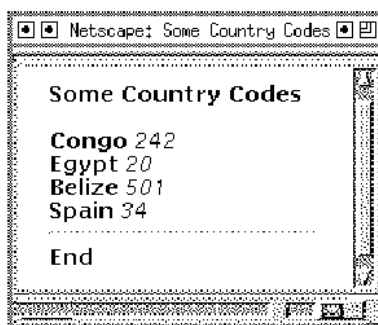 Netscape: Some Country Codes
Some Country Codes
Congo 242
Egypt 20
Belize 501
Spain 34
End